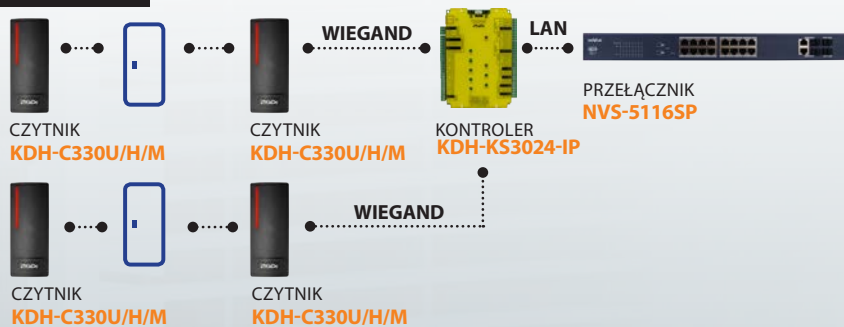 WIEGAND
LAN
CZYTNIK
KDH-C330U/H/M
CZYTNIK
KDH-C330U/H/M
KONTROLER
KDH-KS3024-IP
PRZEŁĄCZNIK
NVS-5116SP
WIEGAND
CZYTNIK
KDH-C330U/H/M
CZYTNIK
KDH-C330U/H/M